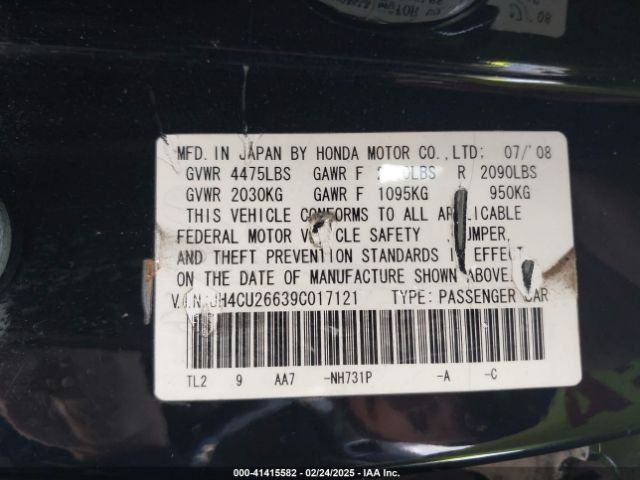 MFD. IN JAPAN BY HONDA MOTOR CO.,LTD: 07/'08
GVWR 4475LBS GAWR F R 2090LBS
GVWR 2030KG GAWR F 1095KG 950KG
THIS VEHICLE CONFORMS TO ALL APPLICABLE
FEDERAL MOTOR VEHICLE SAFETY, BUMPER,
AND THEFT PREVENTION STANDARDS IN EFFECT
ON THE DATE OF MANUFACTURE SHOWN ABOVE.
V.I.N:JH4CU26639C017121 TYPE: PASSENGER CAR
TL2 9 AA7 -NH731P -A -C
000-41415582 - 02/24/2025 - IAA Inc.